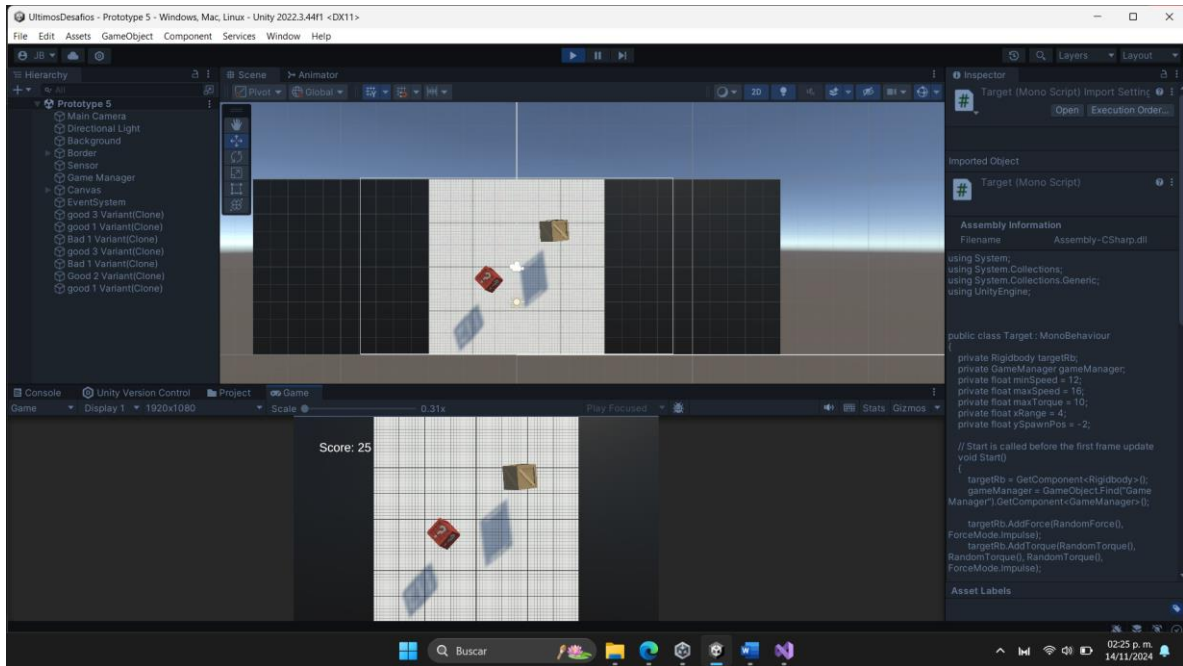 UltimosDesafios - Prototype 5 - Windows, Mac, Linux - Unity 2022.3.44f1 <DX11>
File Edit Assets GameObject Component Services Window Help
JB Layers Layout
Hierarchy
All
Prototype 5
Main Camera
Directional Light
Background
Border
Sensor
Game Manager
Canvas
EventSystem
good 3 Variant(Clone)
good 1 Variant(Clone)
Bad 1 Variant(Clone)
good 3 Variant(Clone)
Bad 1 Variant(Clone)
Good 2 Variant(Clone)
good 1 Variant(Clone)
Scene Animator
Pivot Global 2D
Console Unity Version Control Project Game
Game Display 1 1920x1080 Scale 0.31x Play Focused Stats Gizmos
Score: 25
?
Inspector
Target (Mono Script) Import Setting
Open Execution Order...
Imported Object
#
Target (Mono Script)
Assembly Information
Filename Assembly-CSharp.dll
using System;
using System.Collections;
using System.Collections.Generic;
using UnityEngine;
public class Target : MonoBehaviour
{
private Rigidbody targetRb;
private GameManager gameManager;
private float minSpeed = 12;
private float maxSpeed = 16;
private float maxTorque = 10;
private float xRange = 4;
private float ySpawnPos = -2;
// Start is called before the first frame update
void Start()
{
targetRb = GetComponent<Rigidbody>();
gameManager = GameObject.Find("Game
Manager").GetComponent<GameManager>();
targetRb.AddForce(RandomForce(),
ForceMode.Impulse);
targetRb.AddTorque(RandomTorque(),
RandomTorque(), RandomTorque(),
ForceMode.Impulse);
Asset Labels
Buscar
02:25 p. m.
14/11/2024